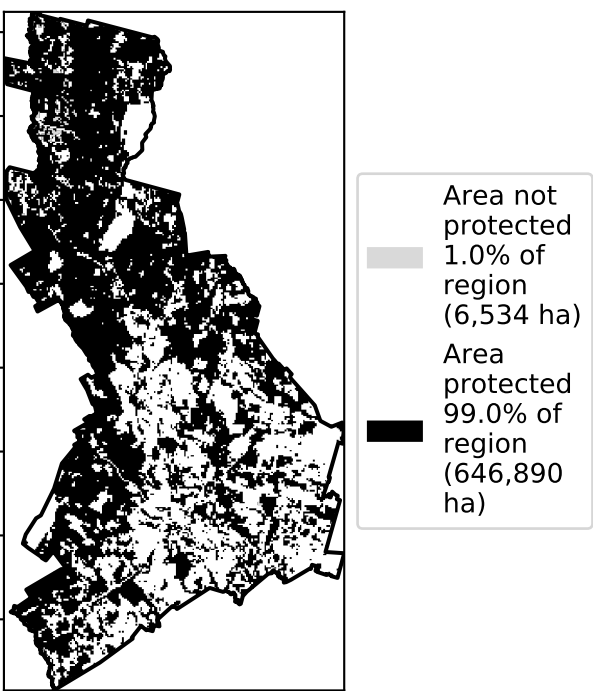 Area not
protected
1.0% of
region
(6,534 ha)
Area
protected
99.0% of
region
(646,890
ha)